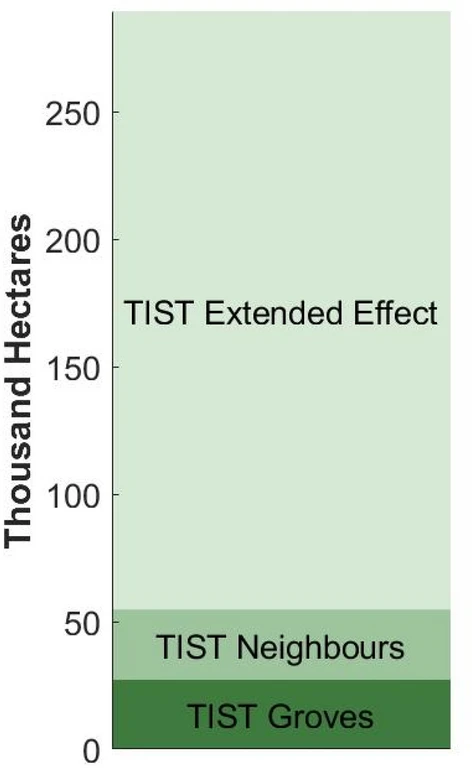 Thousand Hectares
250
200
150
100
50
0
TIST Extended Effect
TIST Neighbours
TIST Groves